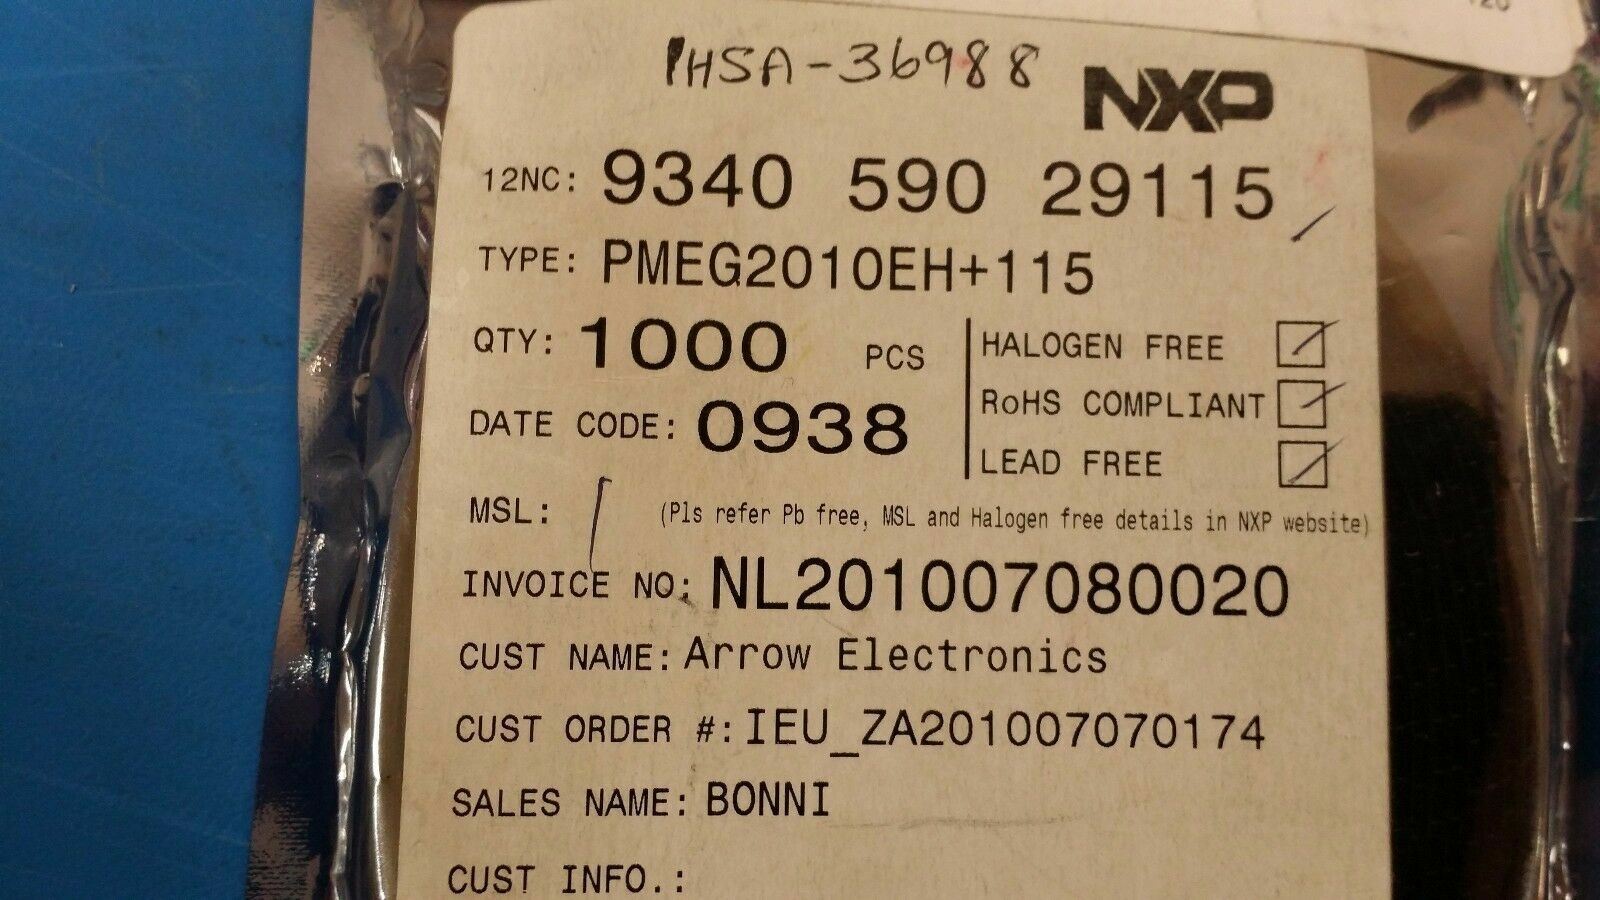 1HSA-36988
NXP
12NC: 9340 590 29115
TYPE: PMEG2010EH+115
QTY: 1000 PCS
HALOGEN FREE
DATE CODE: 0938
RoHS COMPLIANT
LEAD FREE
MSL: 1 (Pls refer Pb free, MSL and Halogen free details in NXP website)
INVOICE NO: NL201007080020
CUST NAME: Arrow Electronics
CUST ORDER #: IEU_ZA201007070174
SALES NAME: BONNI
CUST INFO.: